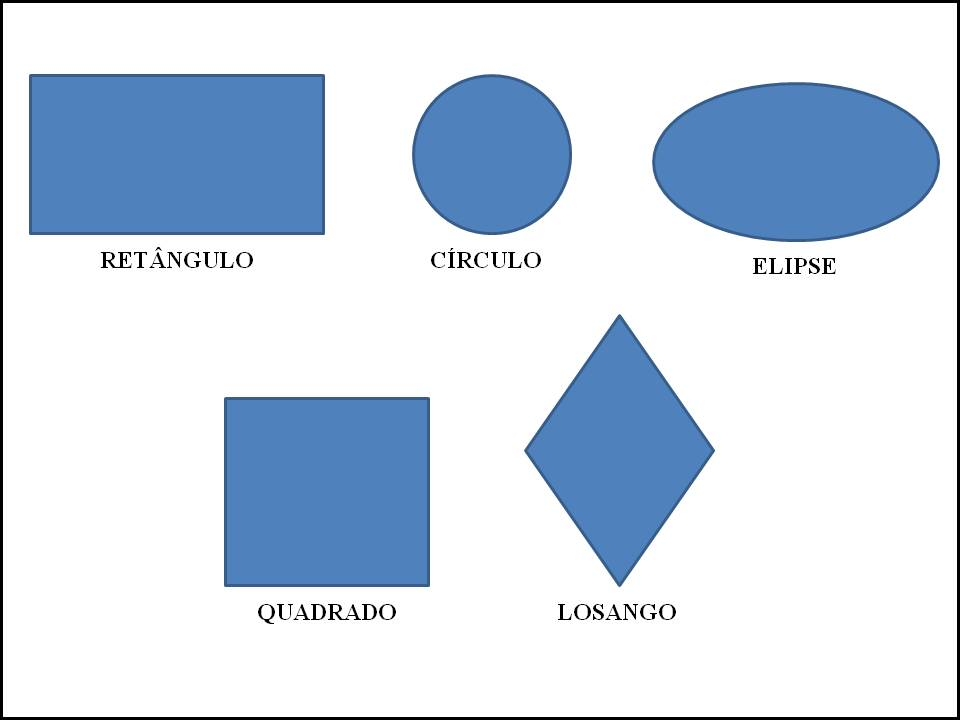 RETÂNGULO
CÍRCULO
ELIPSE
QUADRADO
LOSANGO